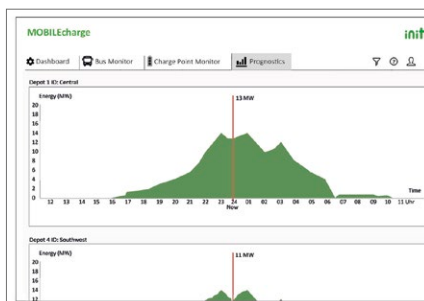 MOBILEcharge
init
Dashboard Bus Monitor Charge Point Monitor Prognostics
Depot 1 ID: Central
Energy (MW)
13 MW
20
18
16
14
12
10
8
6
4
2
0
Time
12 13 14 15 16 17 18 19 20 21 22 23 24 01 02 03 04 05 06 07 08 09 10 11 Uhr
Now
Depot 4 ID: Southwest
Energy (MW)
11 MW
20
18
16
14
12